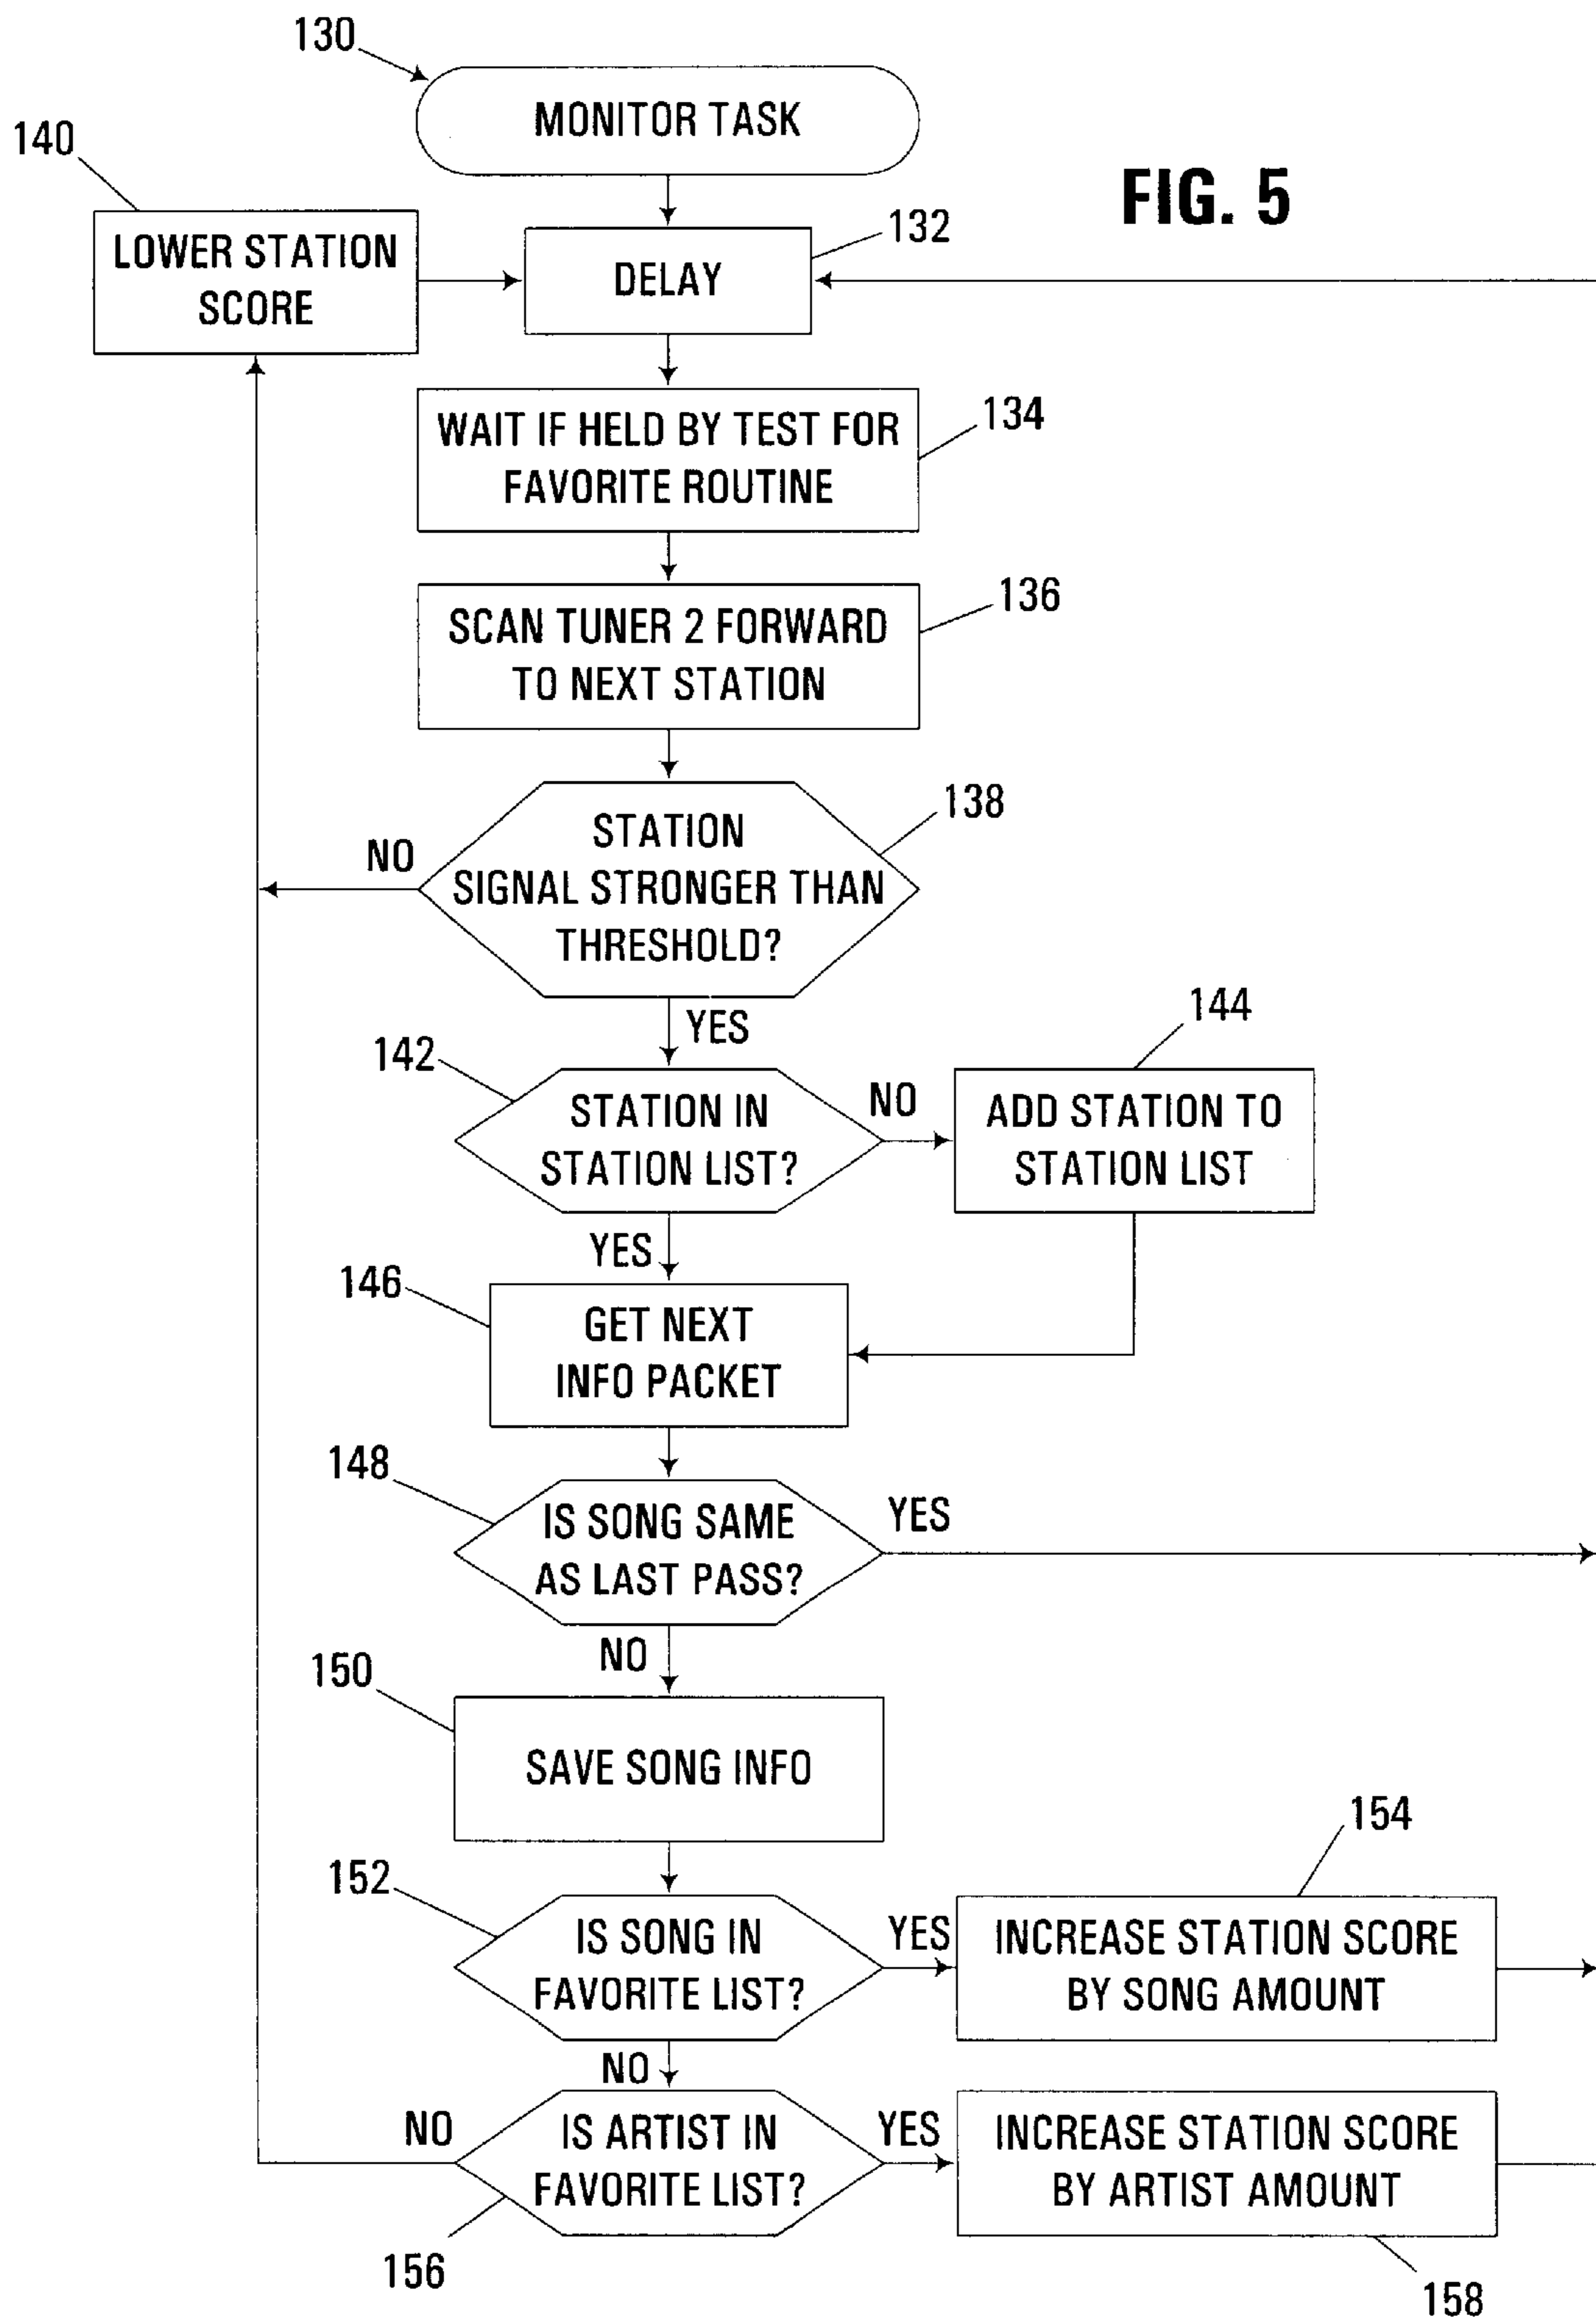 130
MONITOR TASK
FIG. 5
140
LOWER STATION
SCORE
132
DELAY
134
WAIT IF HELD BY TEST FOR
FAVORITE ROUTINE
136
SCAN TUNER 2 FORWARD
TO NEXT STATION
138
STATION
SIGNAL STRONGER THAN
THRESHOLD?
NO
YES
142
STATION IN
STATION LIST?
NO
144
ADD STATION TO
STATION LIST
YES
146
GET NEXT
INFO PACKET
148
IS SONG SAME
AS LAST PASS?
YES
NO
150
SAVE SONG INFO
152
IS SONG IN
FAVORITE LIST?
YES
154
INCREASE STATION SCORE
BY SONG AMOUNT
NO
NO
IS ARTIST IN
FAVORITE LIST?
156
YES
INCREASE STATION SCORE
BY ARTIST AMOUNT
158